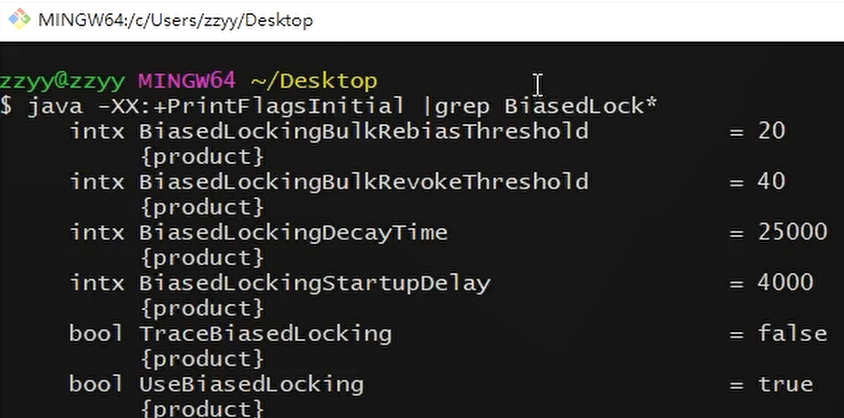 MINGW64:/c/Users/zzyy/Desktop
zzyy@zzyy MINGW64 ~/Desktop
$ java -XX:+PrintFlagsInitial |grep BiasedLock*
intx BiasedLockingBulkRebiasThreshold = 20
{product}
intx BiasedLockingBulkRevokeThreshold = 40
{product}
intx BiasedLockingDecayTime = 25000
{product}
intx BiasedLockingStartupDelay = 4000
{product}
bool TraceBiasedLocking = false
{product}
bool UseBiasedLocking = true
{product}